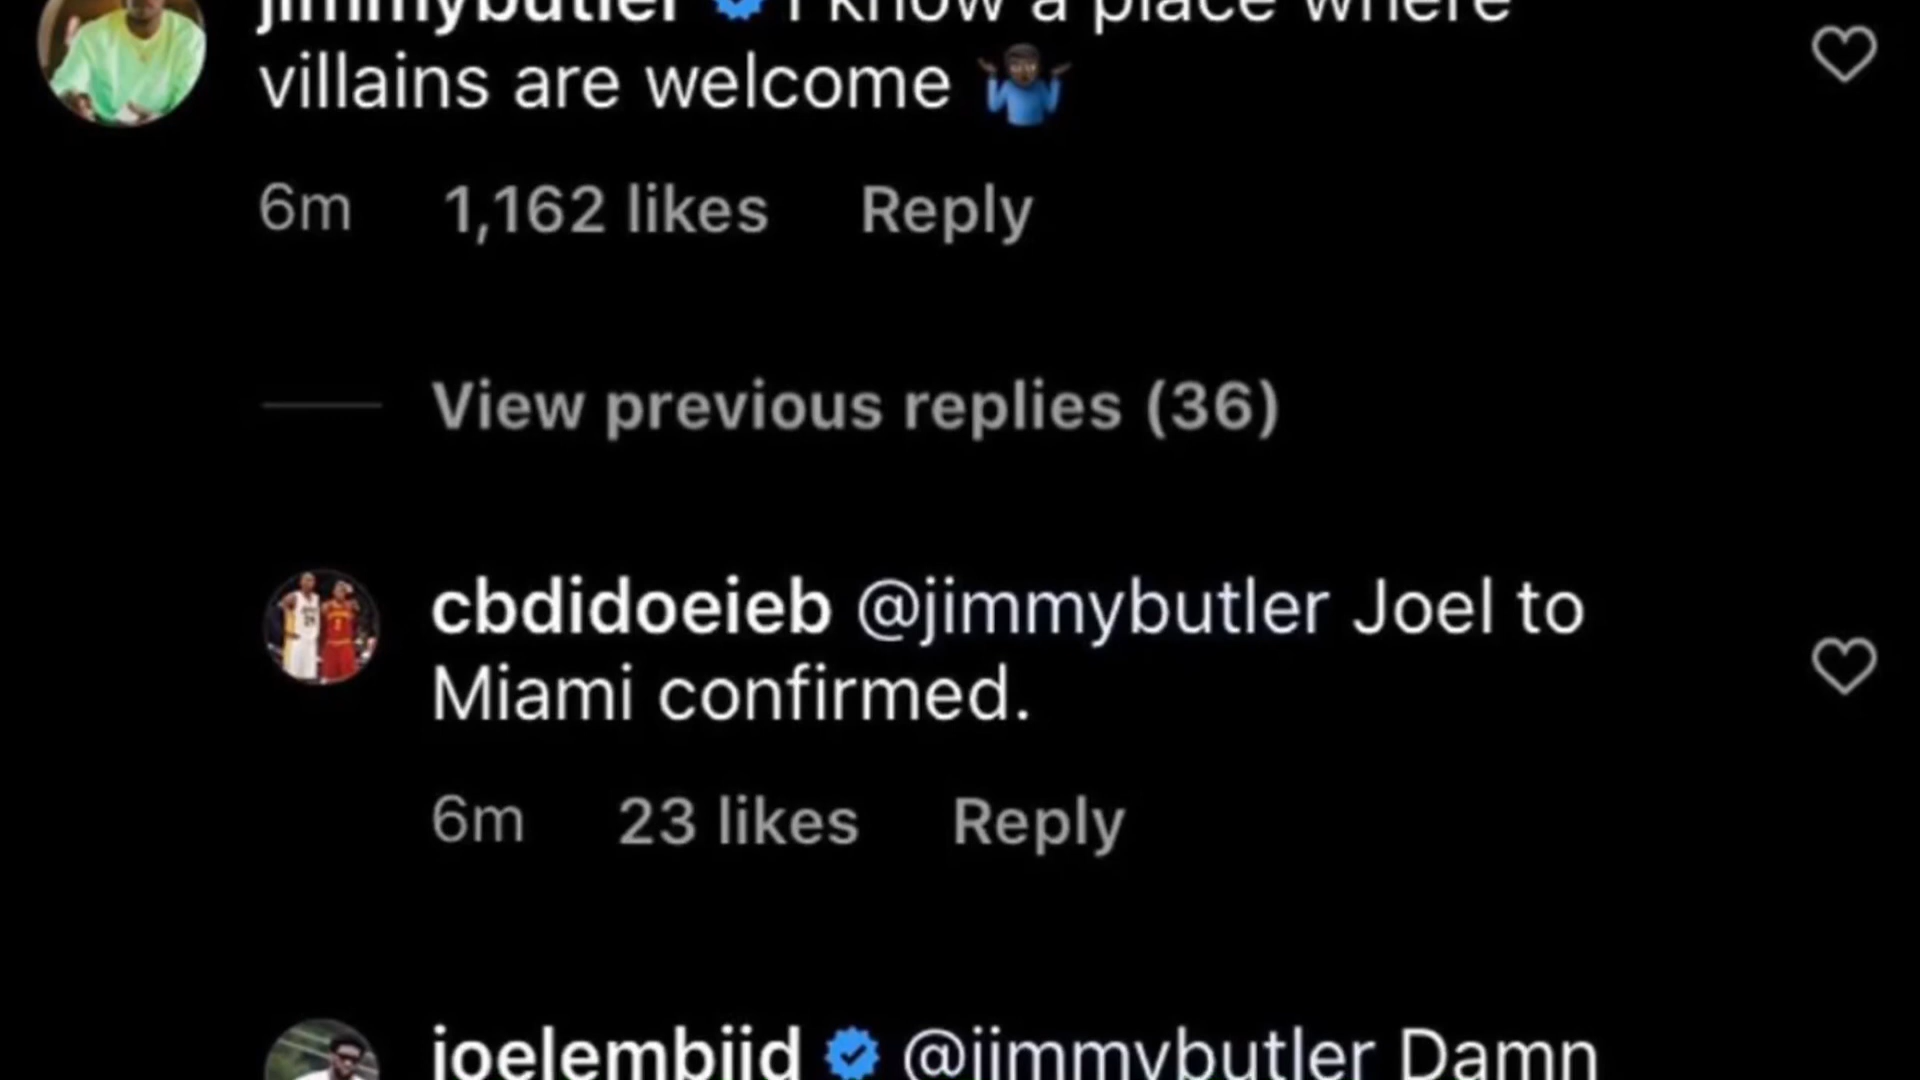 jimmybutler I know a place where
villains are welcome 🤷🏿‍♂️
6m 1,162 likes Reply
View previous replies (36)
cbdidoeieb @jimmybutler Joel to
Miami confirmed.
6m 23 likes Reply
joelembiid @jimmybutler Damn